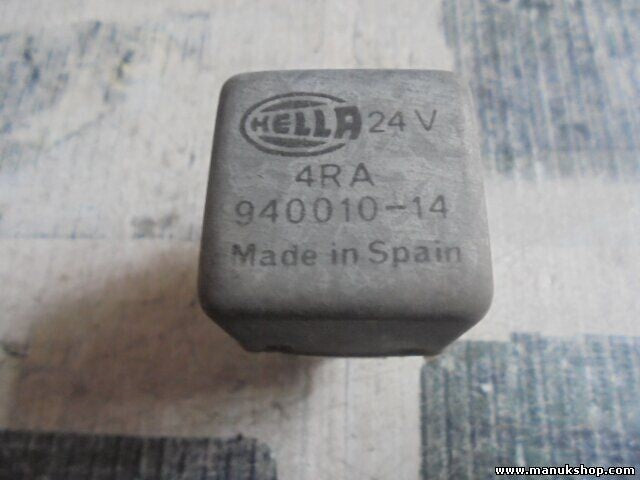 HELLA 24 V
4RA
940010-14
Made in Spain
www.manukshop.com